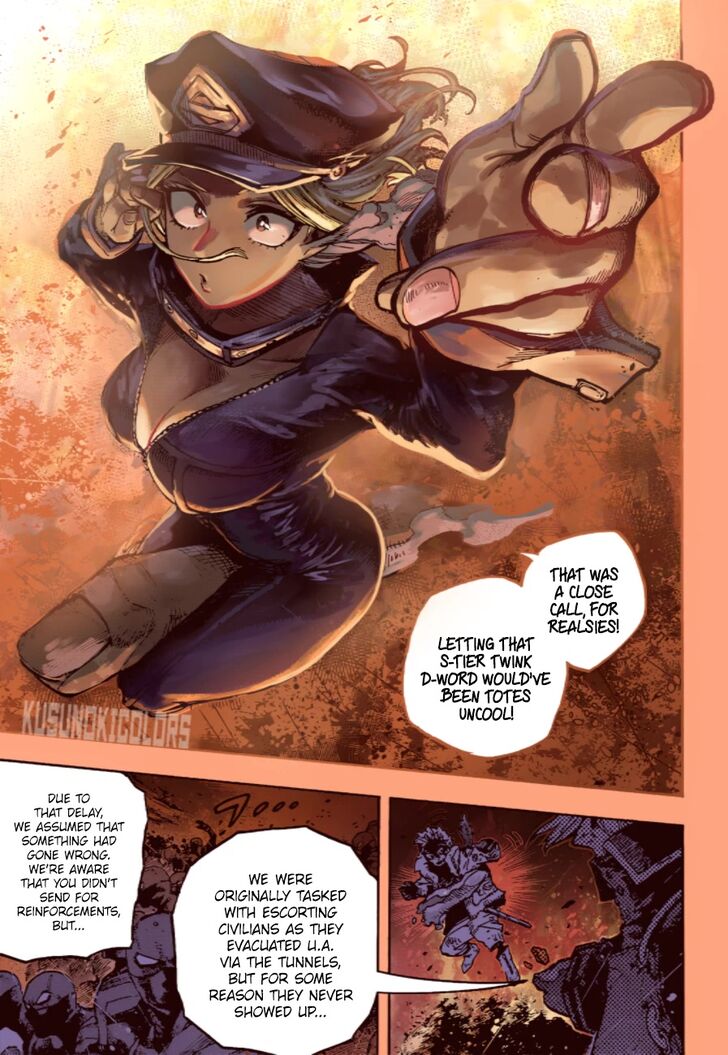 THAT WAS
A CLOSE
CALL, FOR
REALSIES!
LETTING THAT
S-TIER TWINK
D-WORD WOULD'VE
BEEN TOTES
UNCOOL!
KUSUNOKICOLORS
WE WERE
ORIGINALLY TASKED
WITH ESCORTING
CIVILIANS AS THEY
EVACUATED U.A.
VIA THE TUNNELS,
BUT FOR SOME
REASON THEY NEVER
SHOWED UP...
DUE TO
THAT DELAY,
WE ASSUMED THAT
SOMETHING HAD
GONE WRONG.
WE'RE AWARE
THAT YOU DIDN'T
SEND FOR
REINFORCEMENTS,
BUT...